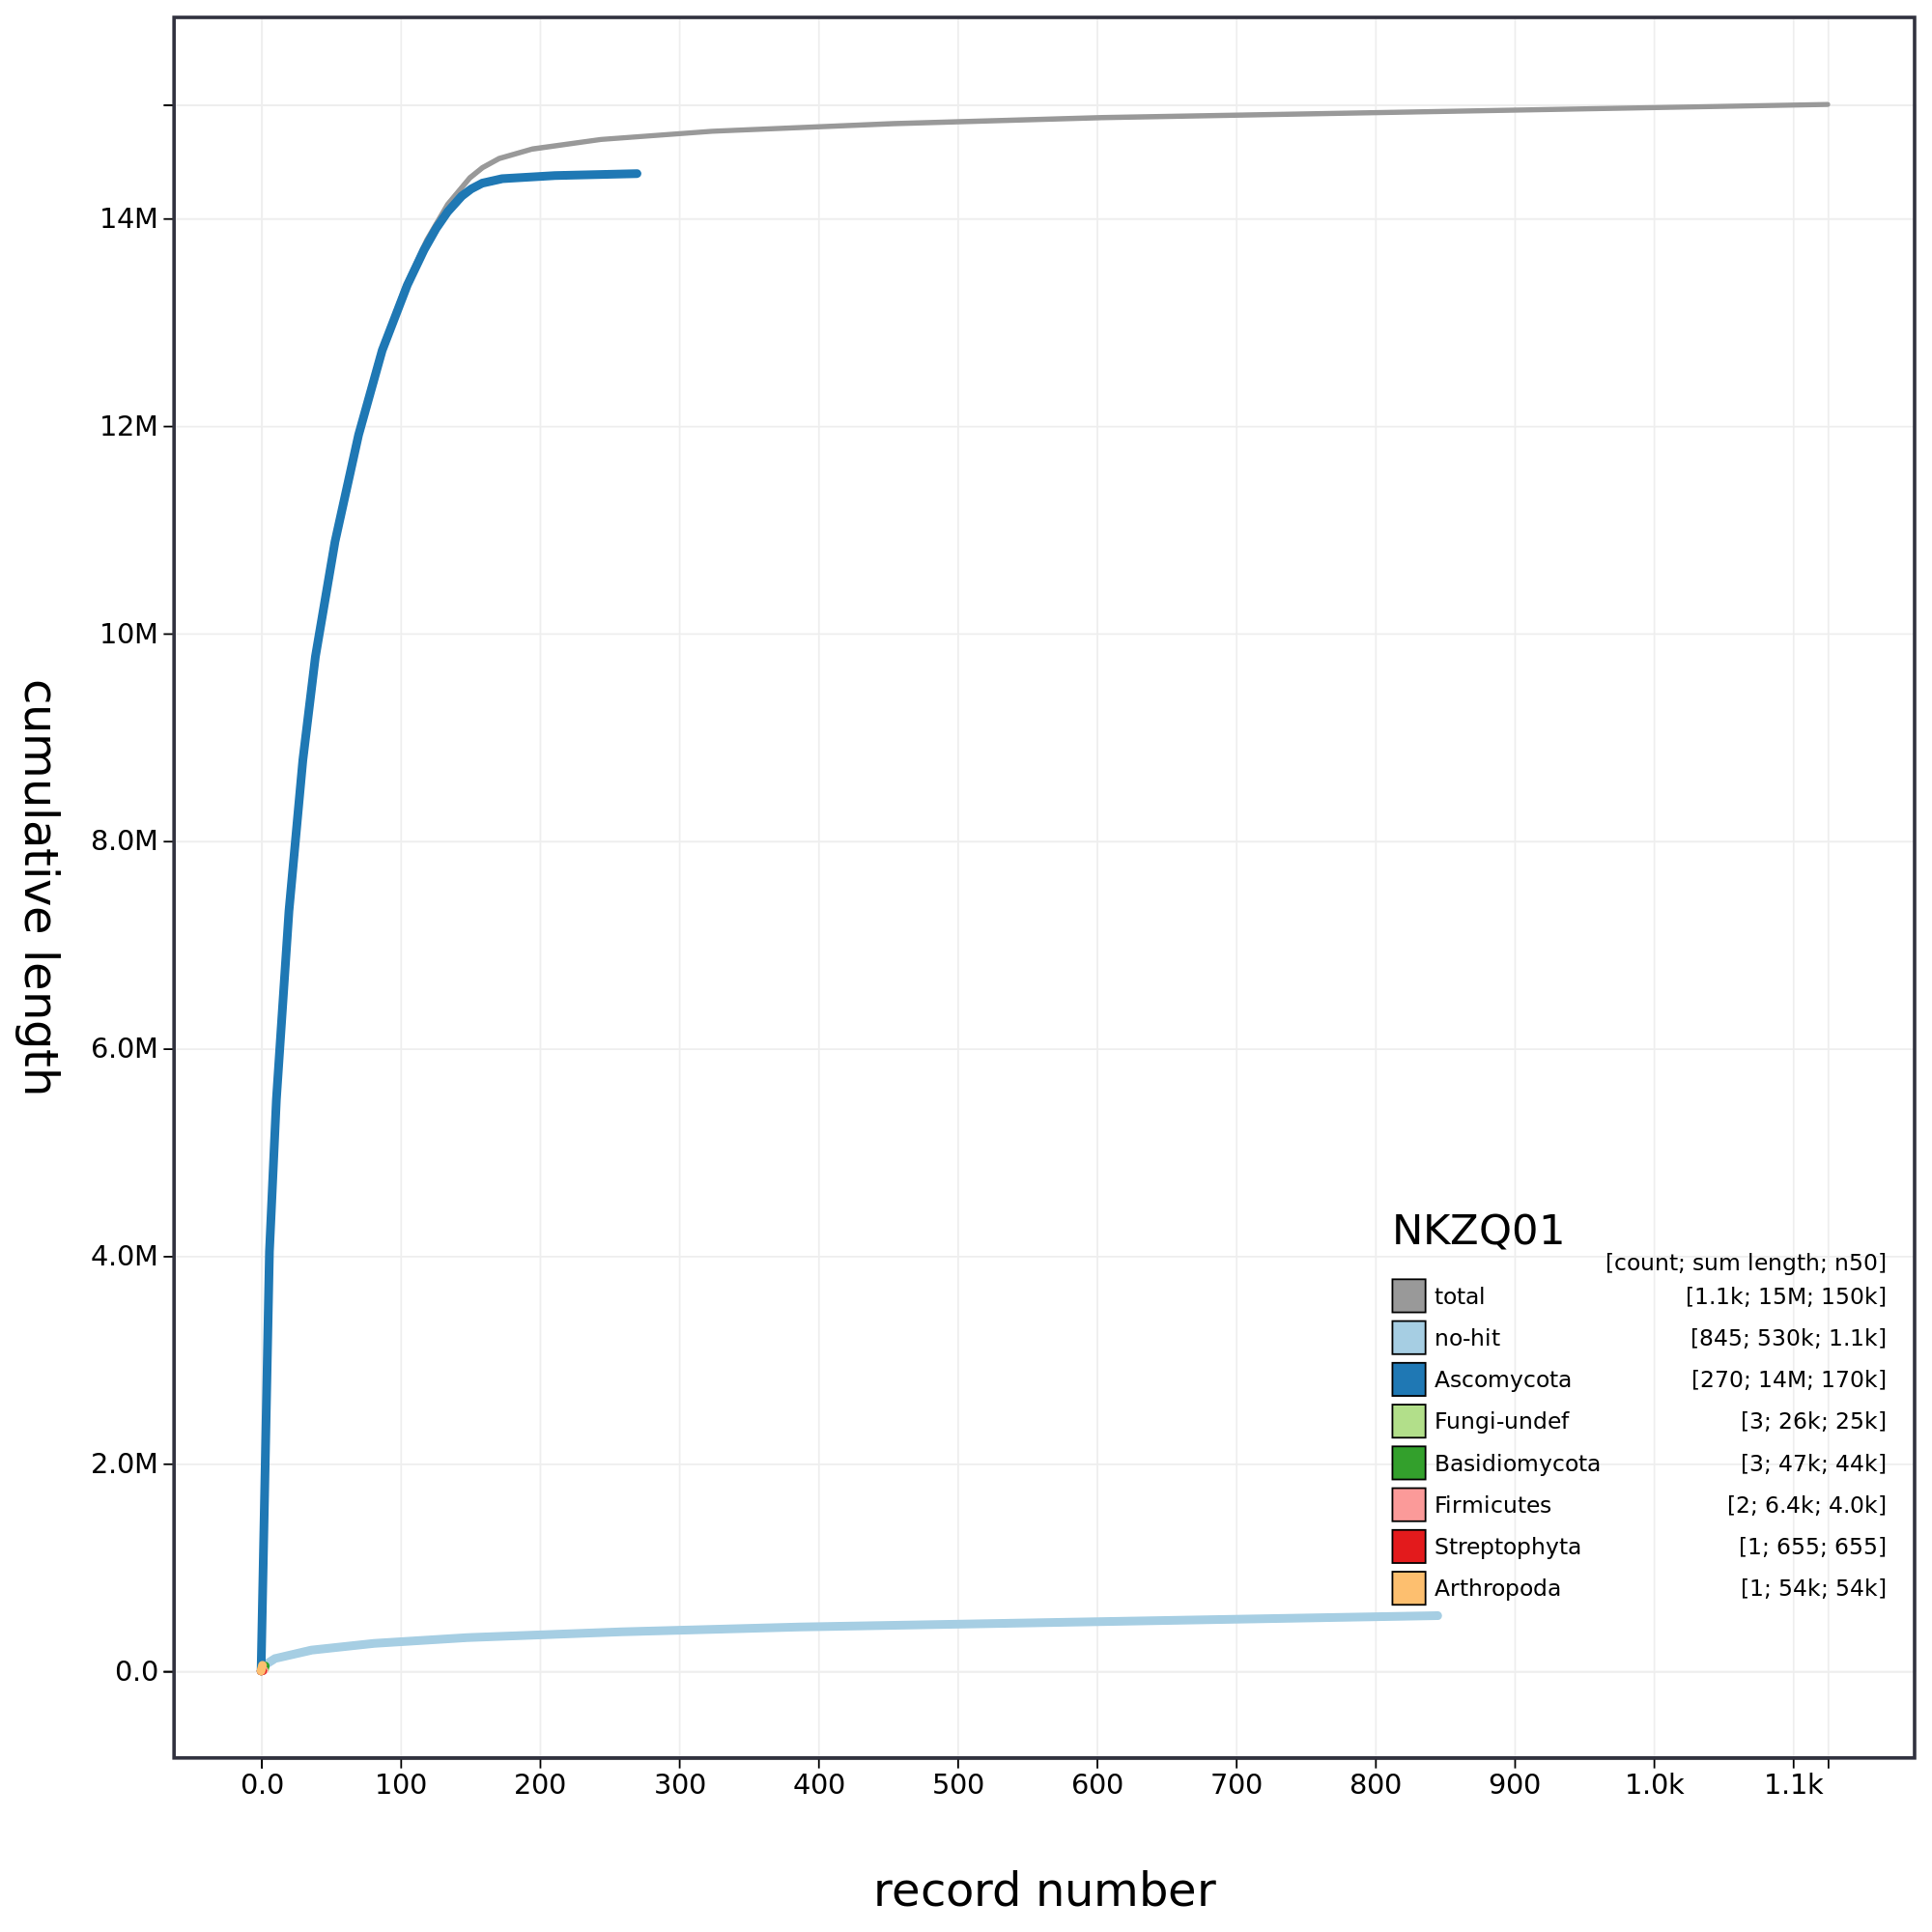 14M
12M
10M
8.0M
6.0M
4.0M
2.0M
0.0
cumulative length
NKZQ01
[count; sum length; n50]
total [1.1k; 15M; 150k]
no-hit [845; 530k; 1.1k]
Ascomycota [270; 14M; 170k]
Fungi-undef [3; 26k; 25k]
Basidiomycota [3; 47k; 44k]
Firmicutes [2; 6.4k; 4.0k]
Streptophyta [1; 655; 655]
Arthropoda [1; 54k; 54k]
0.0 100 200 300 400 500 600 700 800 900 1.0k 1.1k
record number